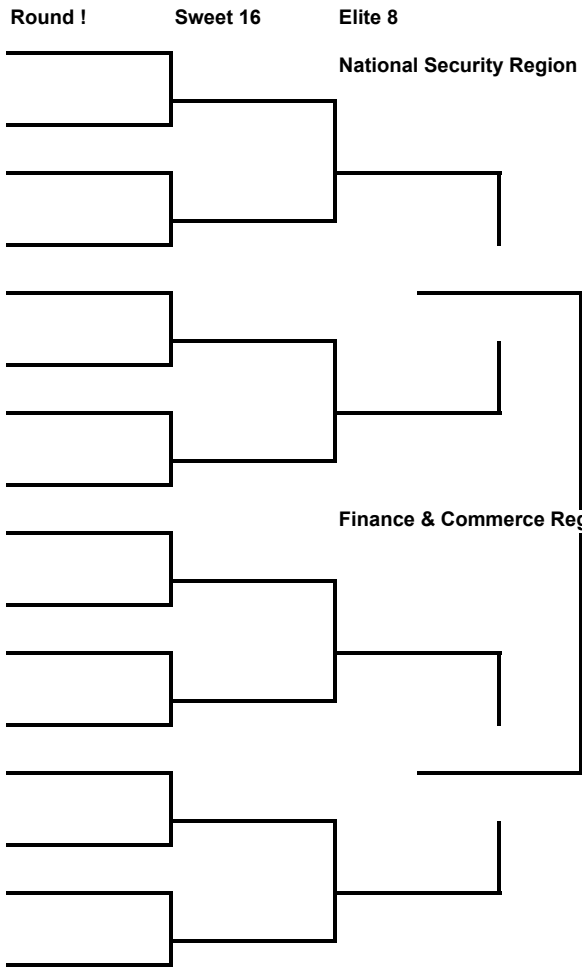 Round ! Sweet 16 Elite 8
National Security Region
Finance & Commerce Reg